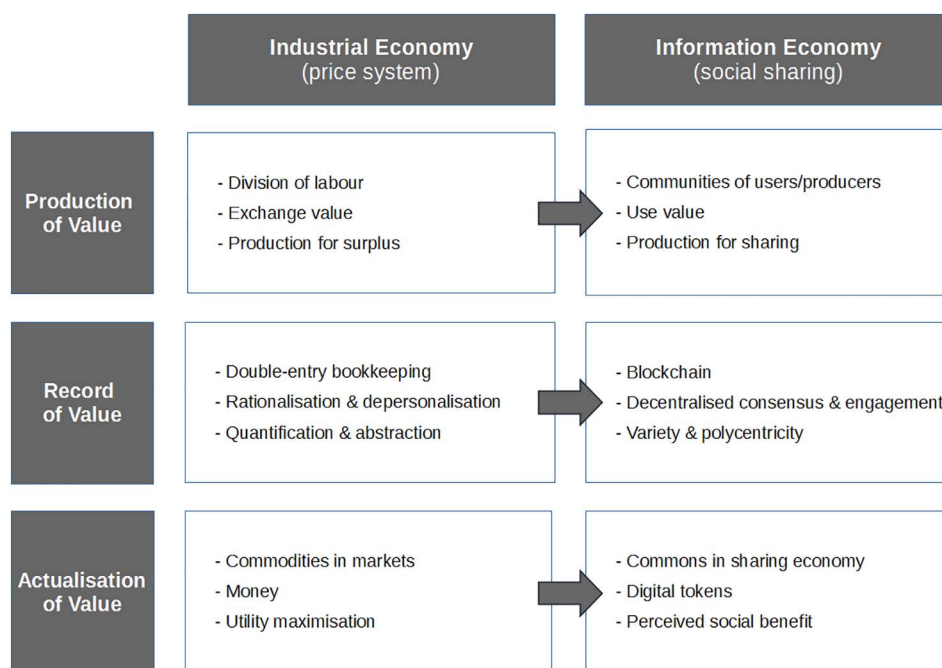 Industrial Economy
(price system)
Information Economy
(social sharing)
Production
of Value
- Division of labour
- Exchange value
- Production for surplus
- Communities of users/producers
- Use value
- Production for sharing
Record
of Value
- Double-entry bookkeeping
- Rationalisation & depersonalisation
- Quantification & abstraction
- Blockchain
- Decentralised consensus & engagement
- Variety & polycentricity
Actualisation
of Value
- Commodities in markets
- Money
- Utility maximisation
- Commons in sharing economy
- Digital tokens
- Perceived social benefit